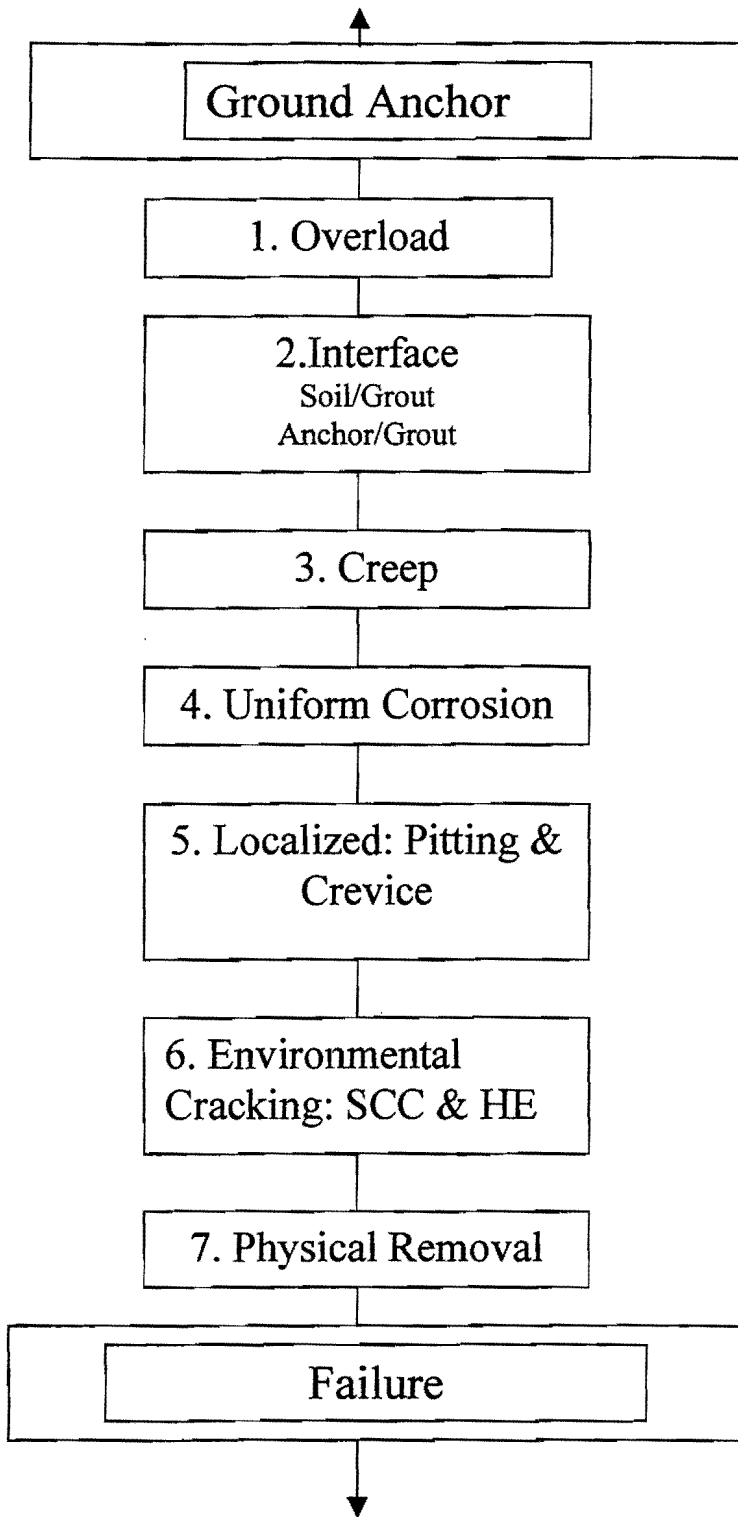 Ground Anchor
1. Overload
2.Interface
Soil/Grout
Anchor/Grout
3. Creep
4. Uniform Corrosion
5. Localized: Pitting &
Crevice
6. Environmental
Cracking: SCC & HE
7. Physical Removal
Failure